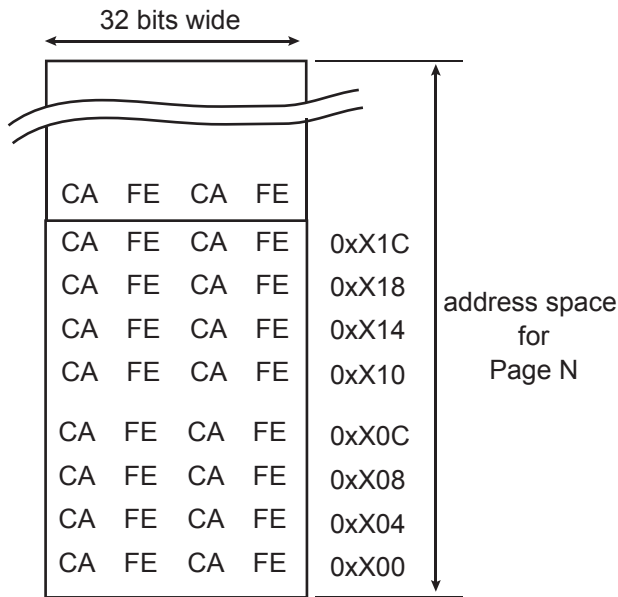 32 bits wide
CA FE CA FE
CA FE CA FE 0xX1C
CA FE CA FE 0xX18
CA FE CA FE 0xX14
CA FE CA FE 0xX10
CA FE CA FE 0xX0C
CA FE CA FE 0xX08
CA FE CA FE 0xX04
CA FE CA FE 0xX00
address space
for
Page N